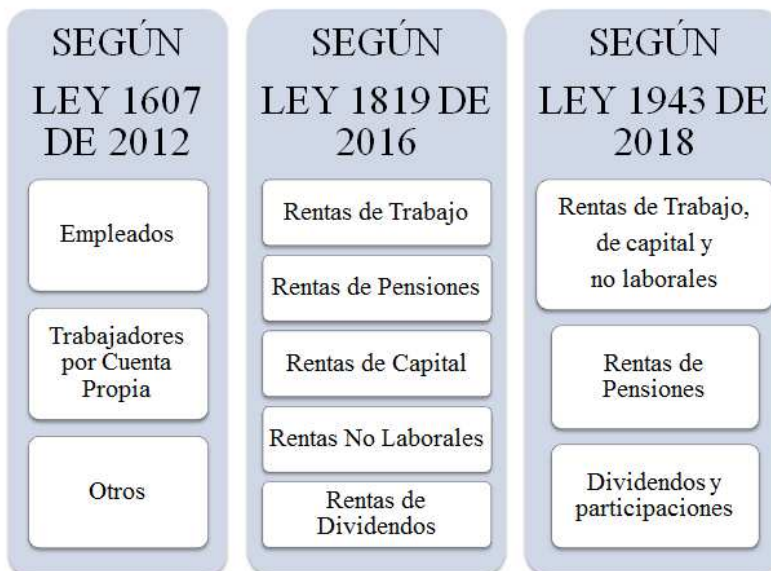 SEGÚN
LEY 1607
DE 2012
Empleados
Trabajadores
por Cuenta
Propia
Otros
SEGÚN
LEY 1819 DE
2016
Rentas de Trabajo
Rentas de Pensiones
Rentas de Capital
Rentas No Laborales
Rentas de
Dividendos
SEGÚN
LEY 1943 DE
2018
Rentas de Trabajo,
de capital y
no laborales
Rentas de
Pensiones
Dividendos y
participaciones